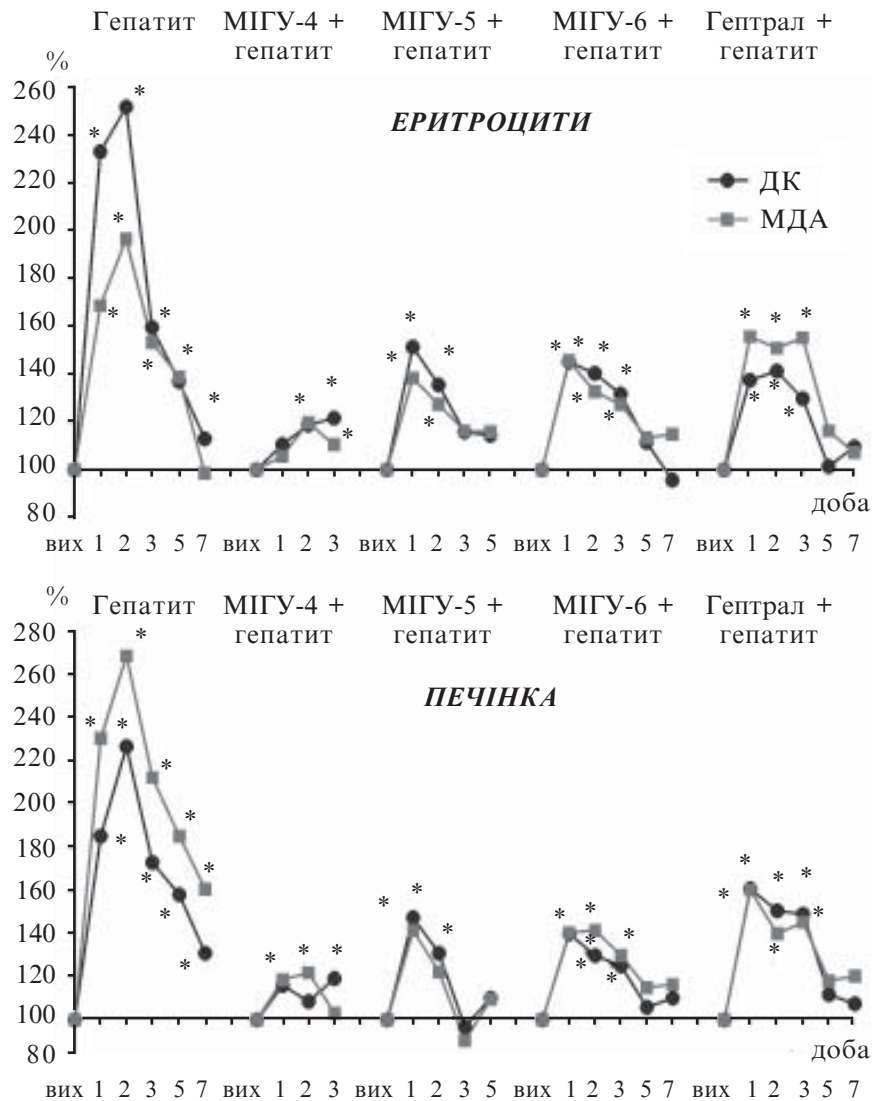 Гепатит МІГУ-4 + МІГУ-5 + МІГУ-6 + Гептрал +
гепатит гепатит гепатит гепатит
%
260
ЕРИТРОЦИТИ
240
220
ДК
200
МДА
180
160
140
120
100
80
доба
вих 1 2 3 5 7 вих 1 2 3 вих 1 2 3 5 вих 1 2 3 5 7 вих 1 2 3 5 7
% Гепатит МІГУ-4 + МІГУ-5 + МІГУ-6 + Гептрал +
гепатит гепатит гепатит гепатит
280
260
ПЕЧІНКА
240
220
200
180
160
140
120
100
80
доба
вих 1 2 3 5 7 вих 1 2 3 вих 1 2 3 5 вих 1 2 3 5 7 вих 1 2 3 5 7